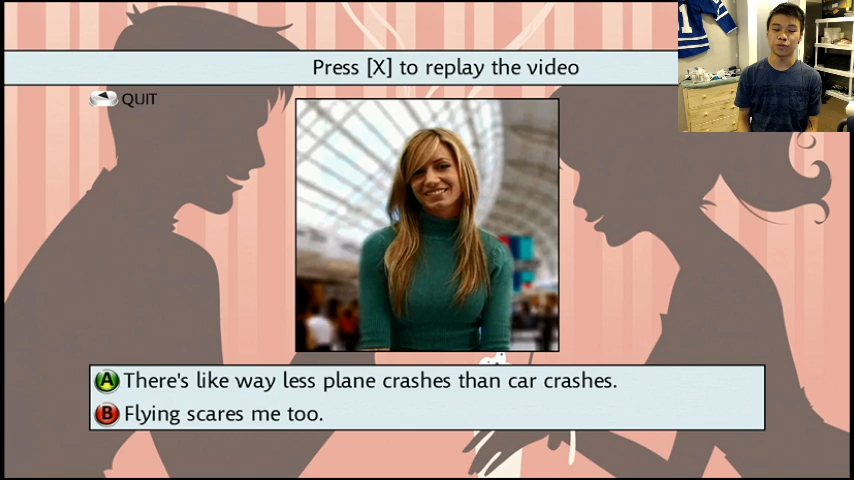 Press [X] to replay the video
QUIT
1
A There's like way less plane crashes than car crashes.
B Flying scares me too.